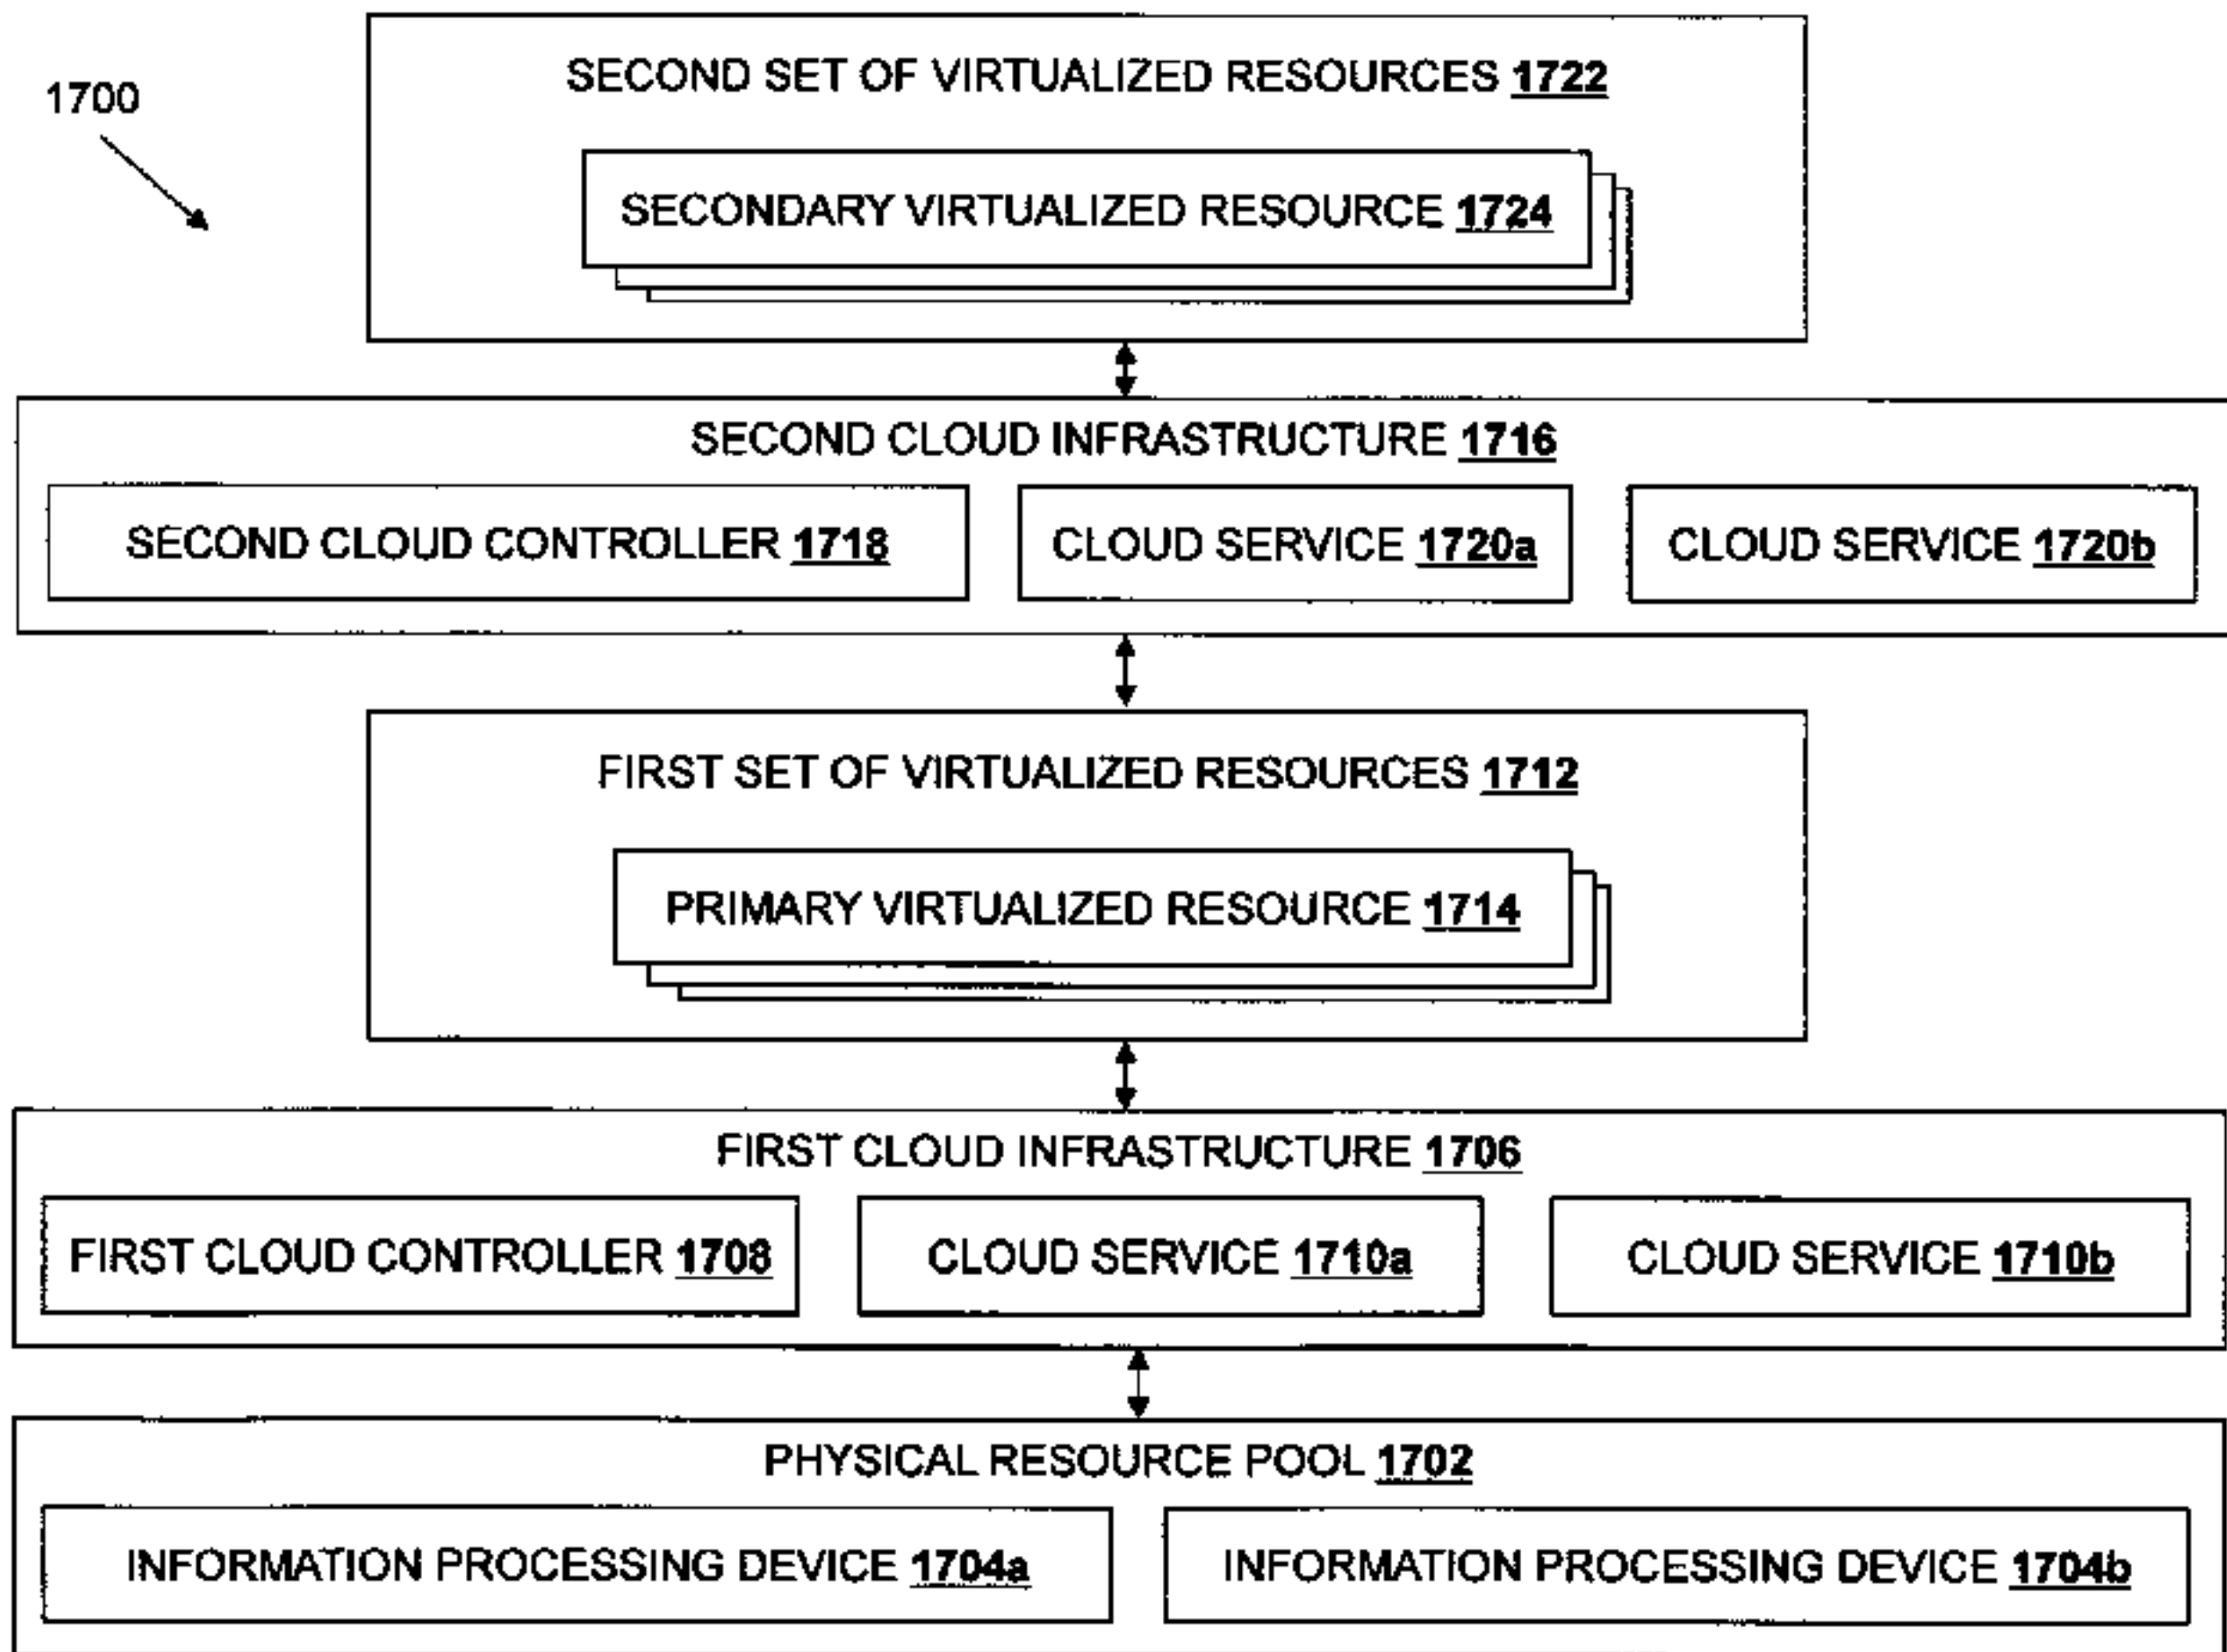 SECOND SET OF VIRTUALIZED RESOURCES 1722
1700
SECONDARY VIRTUALIZED RESOURCE 1724
SECOND CLOUD INFRASTRUCTURE 1716
SECOND CLOUD CONTROLLER 1718
CLOUD SERVICE 1720a
CLOUD SERVICE 1720b
FIRST SET OF VIRTUALIZED RESOURCES 1712
PRIMARY VIRTUALIZED RESOURCE 1714
FIRST CLOUD INFRASTRUCTURE 1706
FIRST CLOUD CONTROLLER 1708
CLOUD SERVICE 1710a
CLOUD SERVICE 1710b
PHYSICAL RESOURCE POOL 1702
INFORMATION PROCESSING DEVICE 1704a
INFORMATION PROCESSING DEVICE 1704b